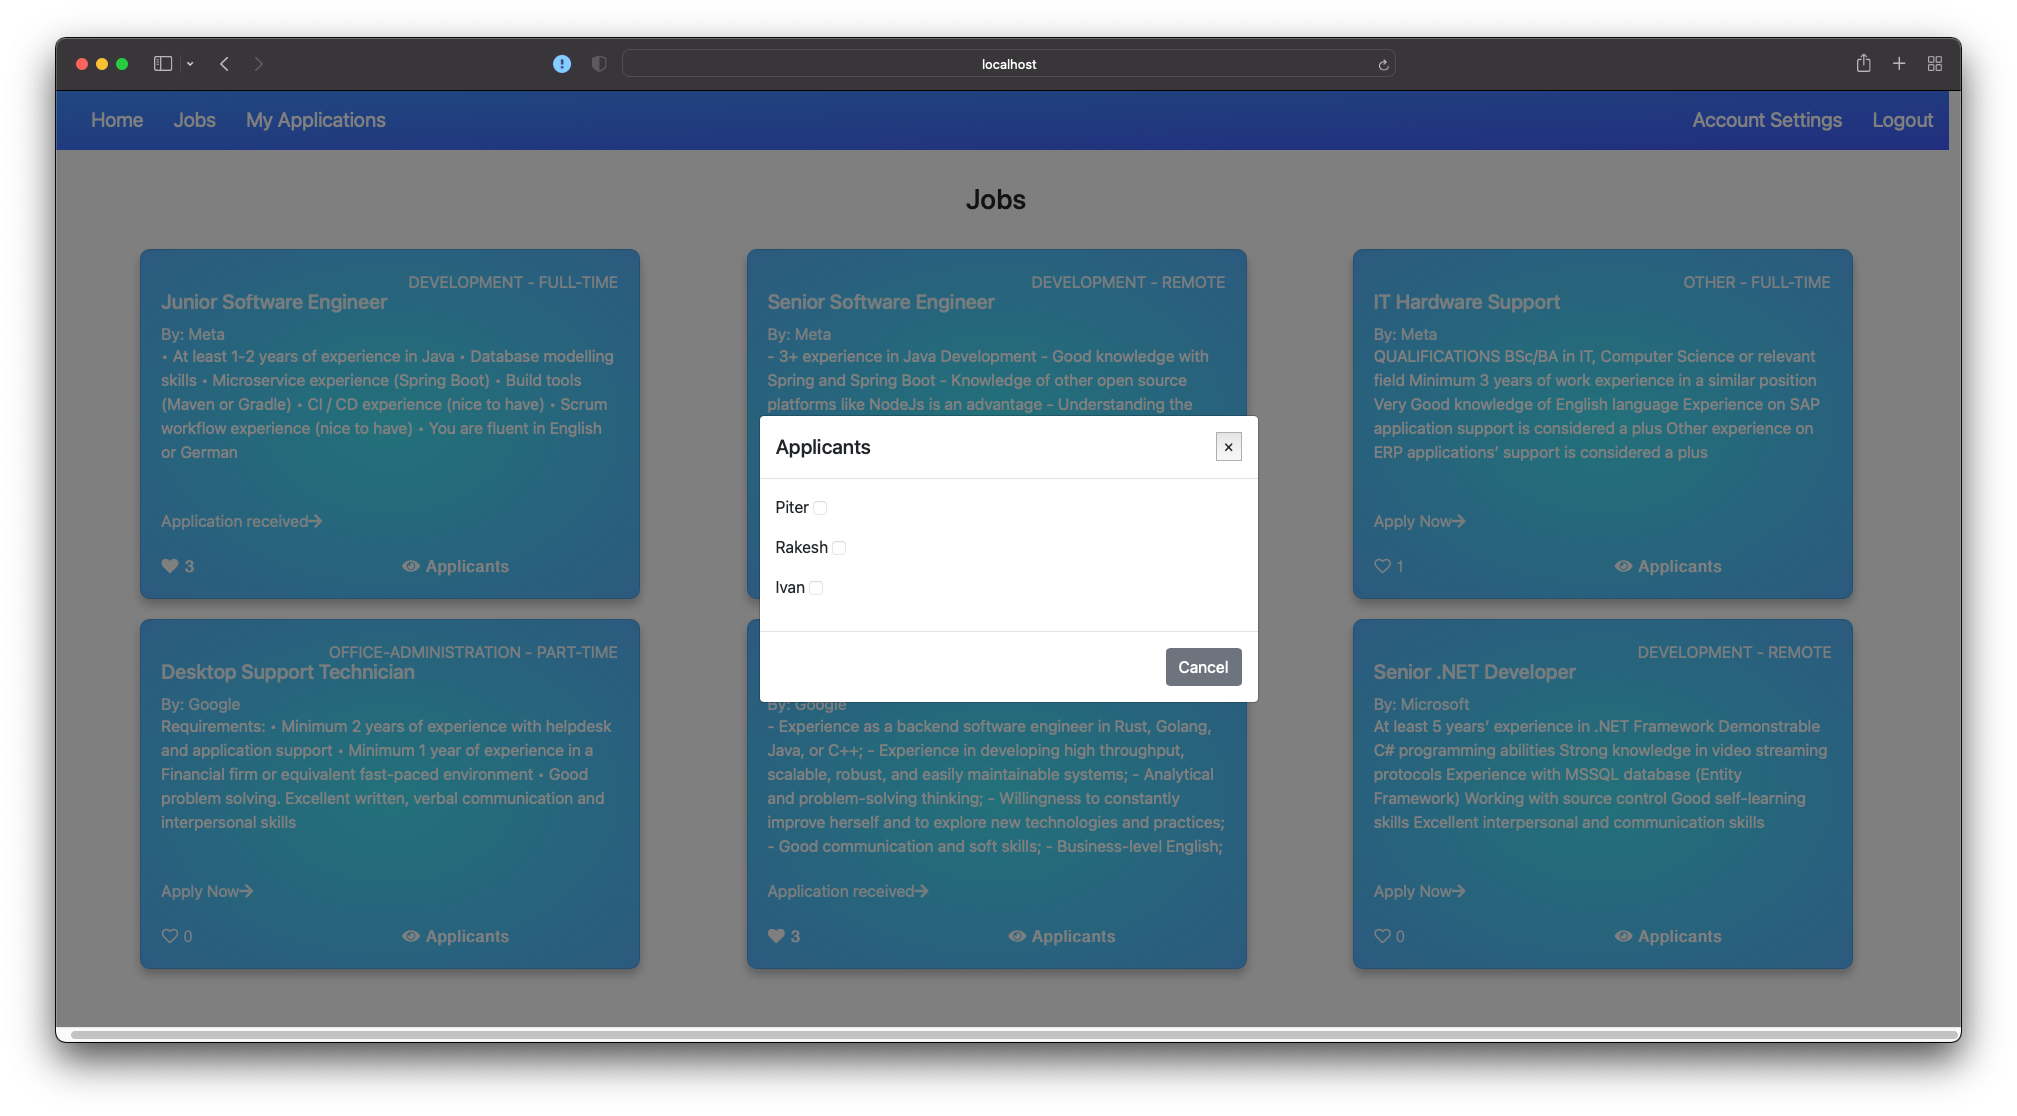 localhost
Home Jobs My Applications Account Settings Logout
Jobs
DEVELOPMENT - FULL-TIME
Junior Software Engineer
By: Meta
• At least 1-2 years of experience in Java • Database modelling
skills • Microservice experience (Spring Boot) • Build tools
(Maven or Gradle) • CI / CD experience (nice to have) • Scrum
workflow experience (nice to have) • You are fluent in English
or German
Application received
3 Applicants
DEVELOPMENT - REMOTE
Senior Software Engineer
By: Meta
- 3+ experience in Java Development - Good knowledge with
Spring and Spring Boot - Knowledge of other open source
platforms like NodeJs is an advantage - Understanding the
OTHER - FULL-TIME
IT Hardware Support
By: Meta
QUALIFICATIONS BSc/BA in IT, Computer Science or relevant
field Minimum 3 years of work experience in a similar position
Very Good knowledge of English language Experience on SAP
application support is considered a plus Other experience on
ERP applications’ support is considered a plus
Apply Now
1 Applicants
Applicants
×
Piter
Rakesh
Ivan
Cancel
OFFICE-ADMINISTRATION - PART-TIME
Desktop Support Technician
By: Google
Requirements: • Minimum 2 years of experience with helpdesk
and application support • Minimum 1 year of experience in a
Financial firm or equivalent fast-paced environment • Good
problem solving. Excellent written, verbal communication and
interpersonal skills
Apply Now
0 Applicants
By: Google
- Experience as a backend software engineer in Rust, Golang,
Java, or C++; - Experience in developing high throughput,
scalable, robust, and easily maintainable systems; - Analytical
and problem-solving thinking; - Willingness to constantly
improve herself and to explore new technologies and practices;
- Good communication and soft skills; - Business-level English;
Application received
3 Applicants
DEVELOPMENT - REMOTE
Senior .NET Developer
By: Microsoft
At least 5 years’ experience in .NET Framework Demonstrable
C# programming abilities Strong knowledge in video streaming
protocols Experience with MSSQL database (Entity
Framework) Working with source control Good self-learning
skills Excellent interpersonal and communication skills
Apply Now
0 Applicants